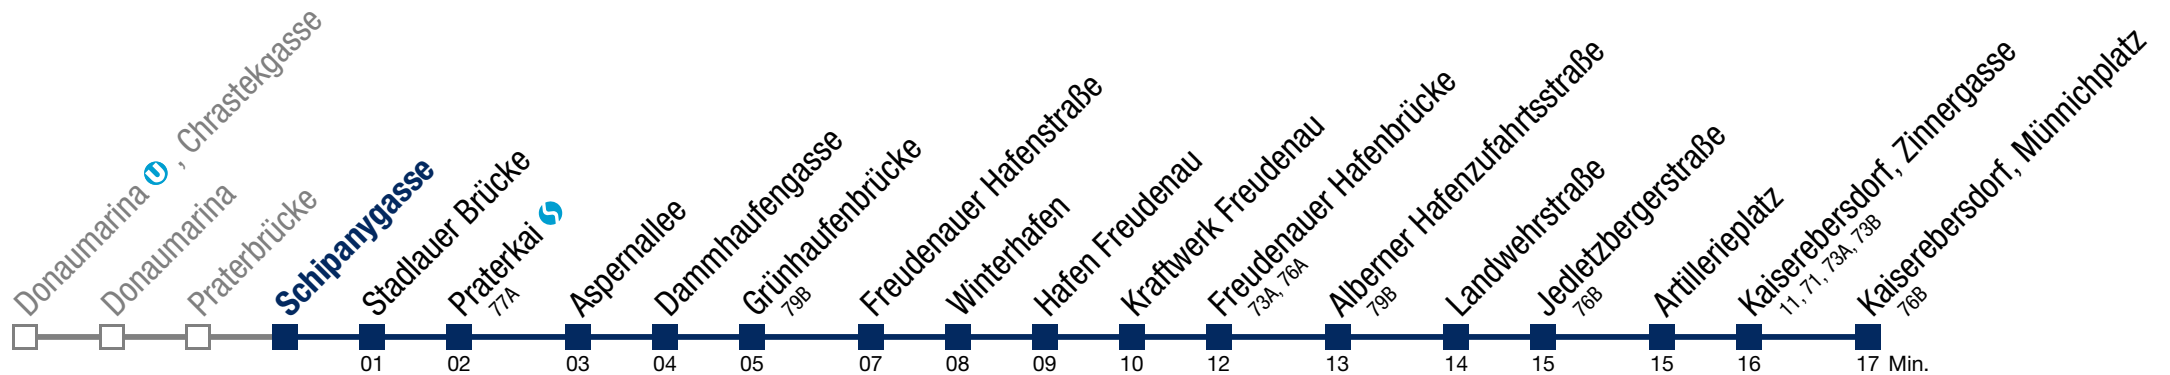 Donaumarina U, Chrastekgasse
Donaumarina
Praterbrücke
Schipanygasse
Stadlauer Brücke
01
Praterkai S
77A
02
Aspernallee
03
Dammhaufengasse
04
Grünhaufenbrücke
79B
05
Freudenauer Hafenstraße
07
Winterhafen
08
Hafen Freudenau
09
Kraftwerk Freudenau
10
Freudenauer Hafenbrücke
73A, 76A
12
Alberner Hafenzufahrtsstraße
79B
13
Landwehrstraße
14
Jedletzbergerstraße
76B
15
Artillerieplatz
15
Kaiserebersdorf, Zinnergasse
11, 71, 73A, 73B
16
Kaiserebersdorf, Münnichplatz
76B
17 Min.